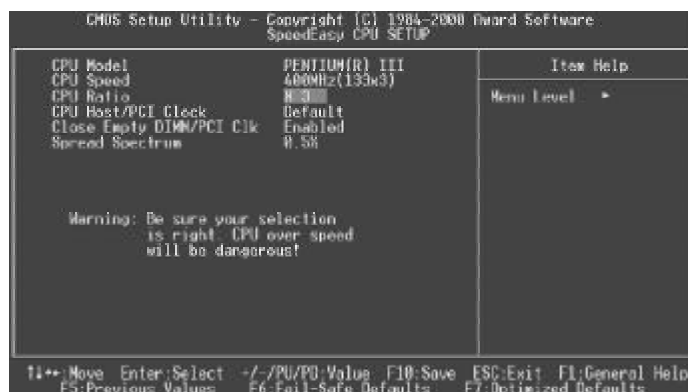 CMOS Setup Utility – Copyright (C) 1984–2000 Award Software
SpeedEasy CPU SETUP
CPU Model PENTIUM(R) III
CPU Speed 400MHz(133x3)
CPU Ratio X 3
CPU Host/PCI Clock Default
Close Empty DIMM/PCI Clk Enabled
Spread Spectrum 0.5%
Warning: Be sure your selection
is right. CPU over speed
will be dangerous!
Item Help
Menu Level ▸
↑↓→←:Move Enter:Select +/-/PU/PD:Value F10:Save ESC:Exit F1:General Help
F5:Previous Values F6:Fail-Safe Defaults F7:Optimized Defaults